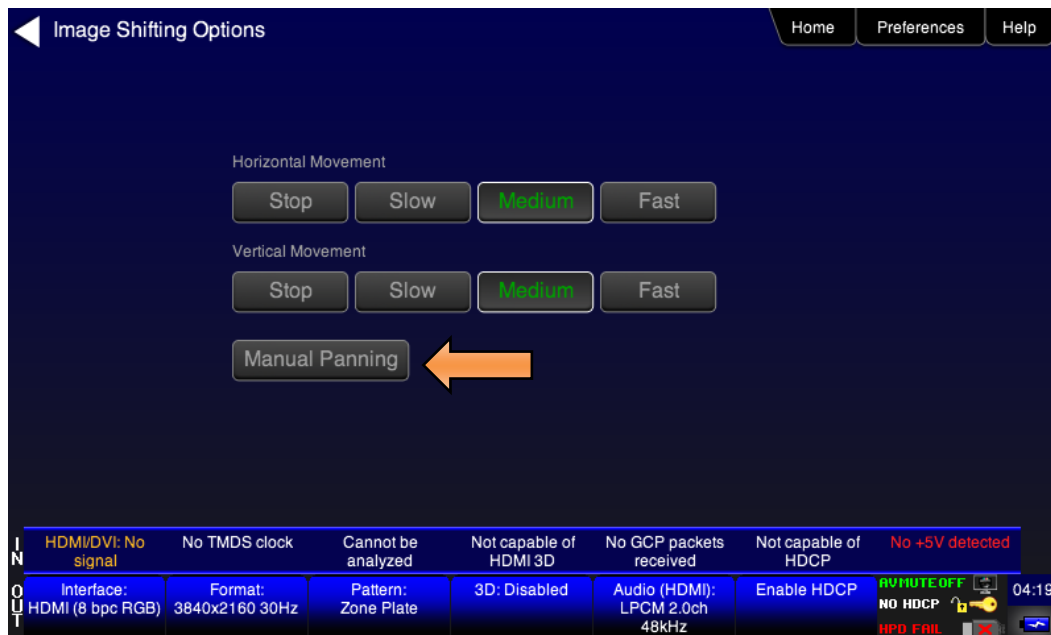 Image Shifting Options
Home
Preferences
Help
Horizontal Movement
Stop
Slow
Medium
Fast
Vertical Movement
Stop
Slow
Medium
Fast
Manual Panning
IN
HDMI/DVI: No
signal
No TMDS clock
Cannot be
analyzed
Not capable of
HDMI 3D
No GCP packets
received
Not capable of
HDCP
No +5V detected
OUT
Interface:
HDMI (8 bpc RGB)
Format:
3840x2160 30Hz
Pattern:
Zone Plate
3D: Disabled
Audio (HDMI):
LPCM 2.0ch
48kHz
Enable HDCP
AVMUTEOFF
NO HDCP
HPD FAIL
04:19